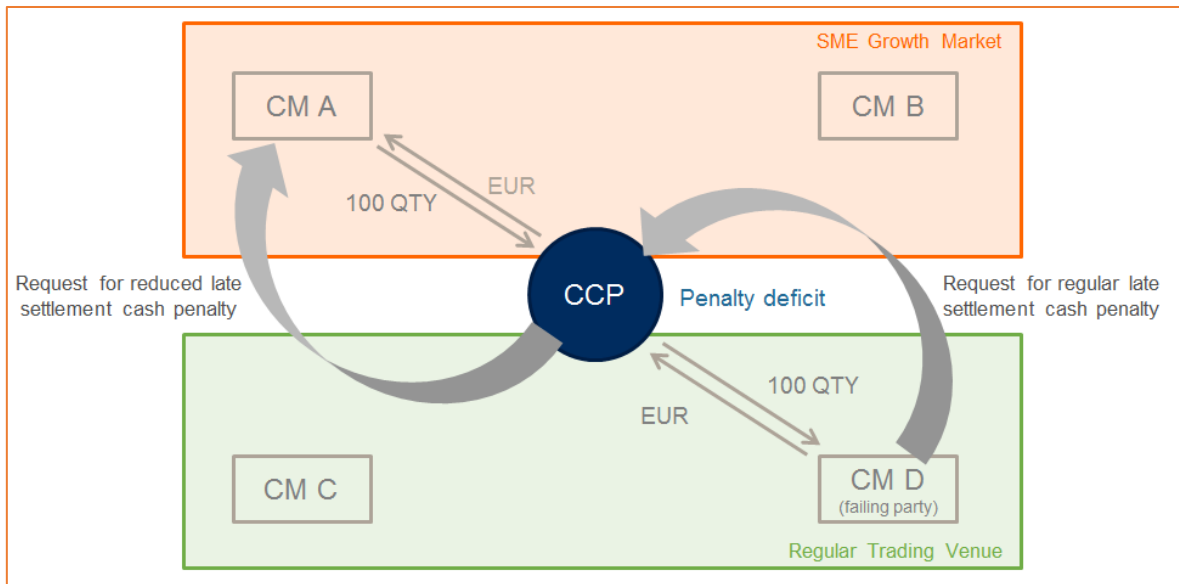 SME Growth Market
CM A
CM B
EUR
100 QTY
Request for reduced late
settlement cash penalty
CCP
Penalty deficit
Request for regular late
settlement cash penalty
100 QTY
EUR
CM C
CM D
(failing party)
Regular Trading Venue